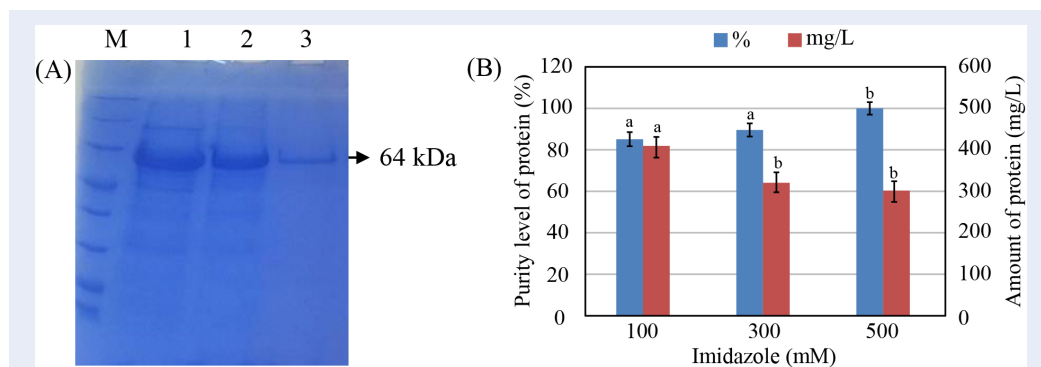 M 1 2 3
(A)
64 kDa
% mg/L
(B)
Purity level of protein (%)
120
100
80
60
40
20
0
a a
a b
b b
600
500
400
300
200
100
0
Amount of protein (mg/L)
100 300 500
Imidazole (mM)